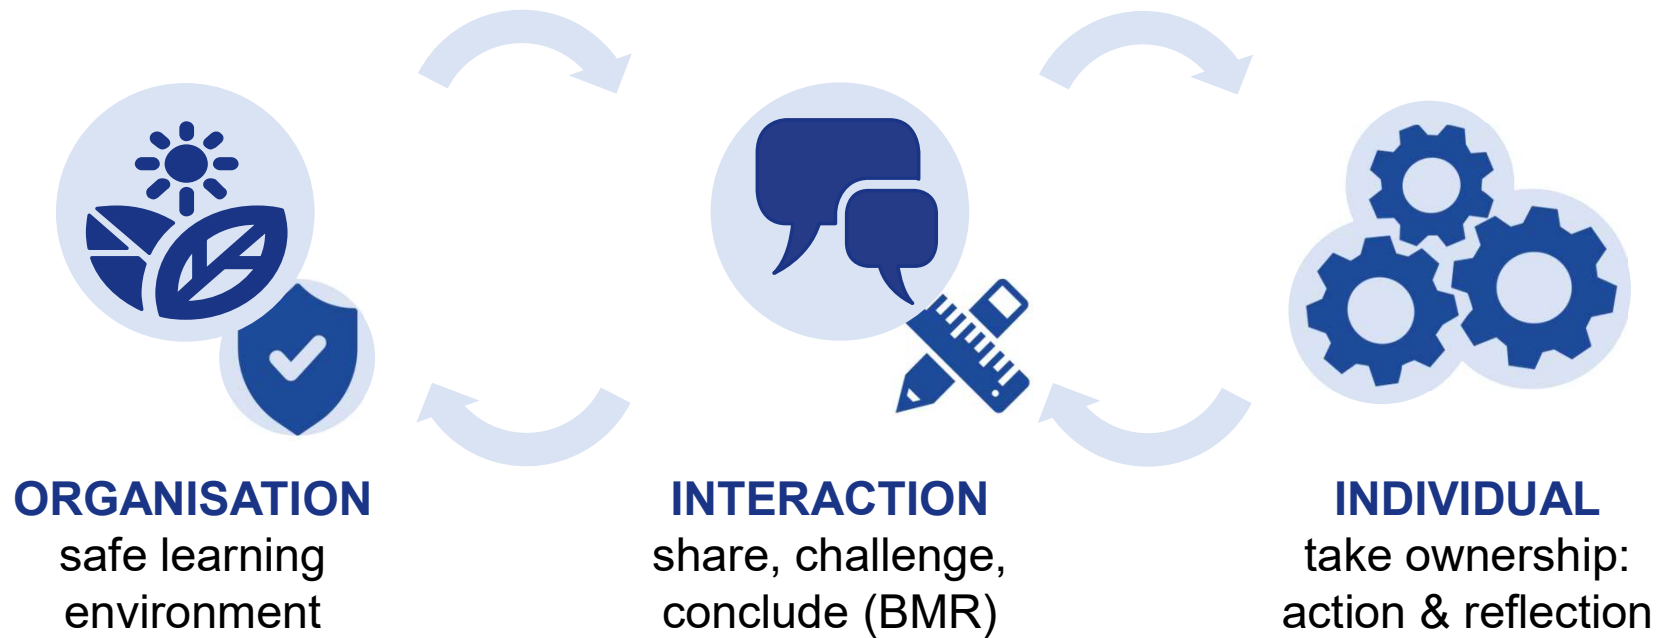 ORGANISATION
safe learning
environment
INTERACTION
share, challenge,
conclude (BMR)
INDIVIDUAL
take ownership:
action & reflection